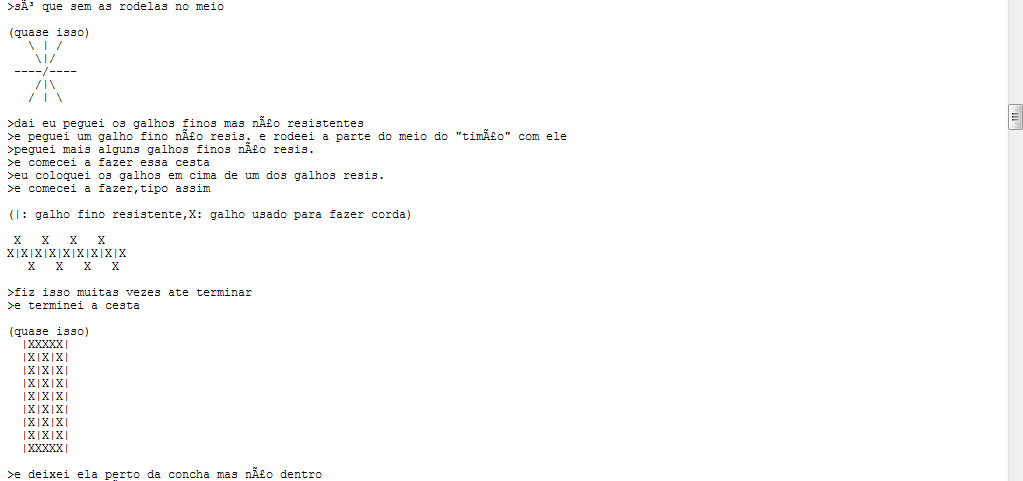 >sÃ³ que sem as rodelas no meio

(quase isso)
   \ | /
    \|/
 ----/----
    /|\
   / | \

>dai eu peguei os galhos finos mas nÃ£o resistentes
>e peguei um galho fino nÃ£o resis. e rodeei a parte do meio do "timÃ£o" com ele
>peguei mais alguns galhos finos nÃ£o resis.
>e comecei a fazer essa cesta
>eu coloquei os galhos em cima de um dos galhos resis.
>e comecei a fazer,tipo assim

(|: galho fino resistente,X: galho usado para fazer corda)

 X   X   X   X
X|X|X|X|X|X|X|X|X
   X   X   X   X

>fiz isso muitas vezes ate terminar
>e terminei a cesta

(quase isso)
  |XXXXX|
  |X|X|X|
  |X|X|X|
  |X|X|X|
  |X|X|X|
  |X|X|X|
  |X|X|X|
  |X|X|X|
  |XXXXX|

>e deixei ela perto da concha mas nÃ£o dentro